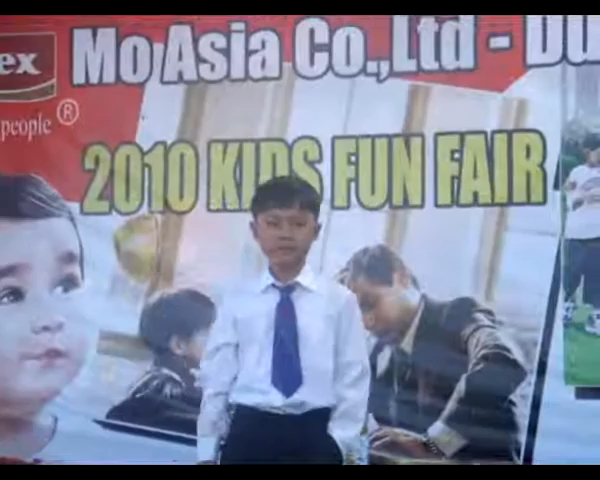 Mo Asia Co.,Ltd - Du
ex
®
people
2010 KIDS FUN FAIR